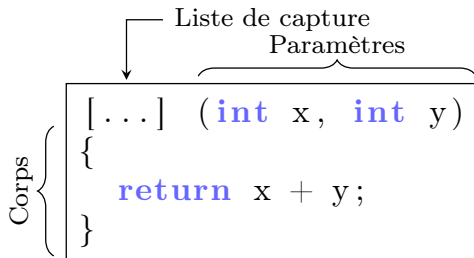 Liste de capture
Paramètres
[...] (int x, int y)
{
return x + y;
}
Corps